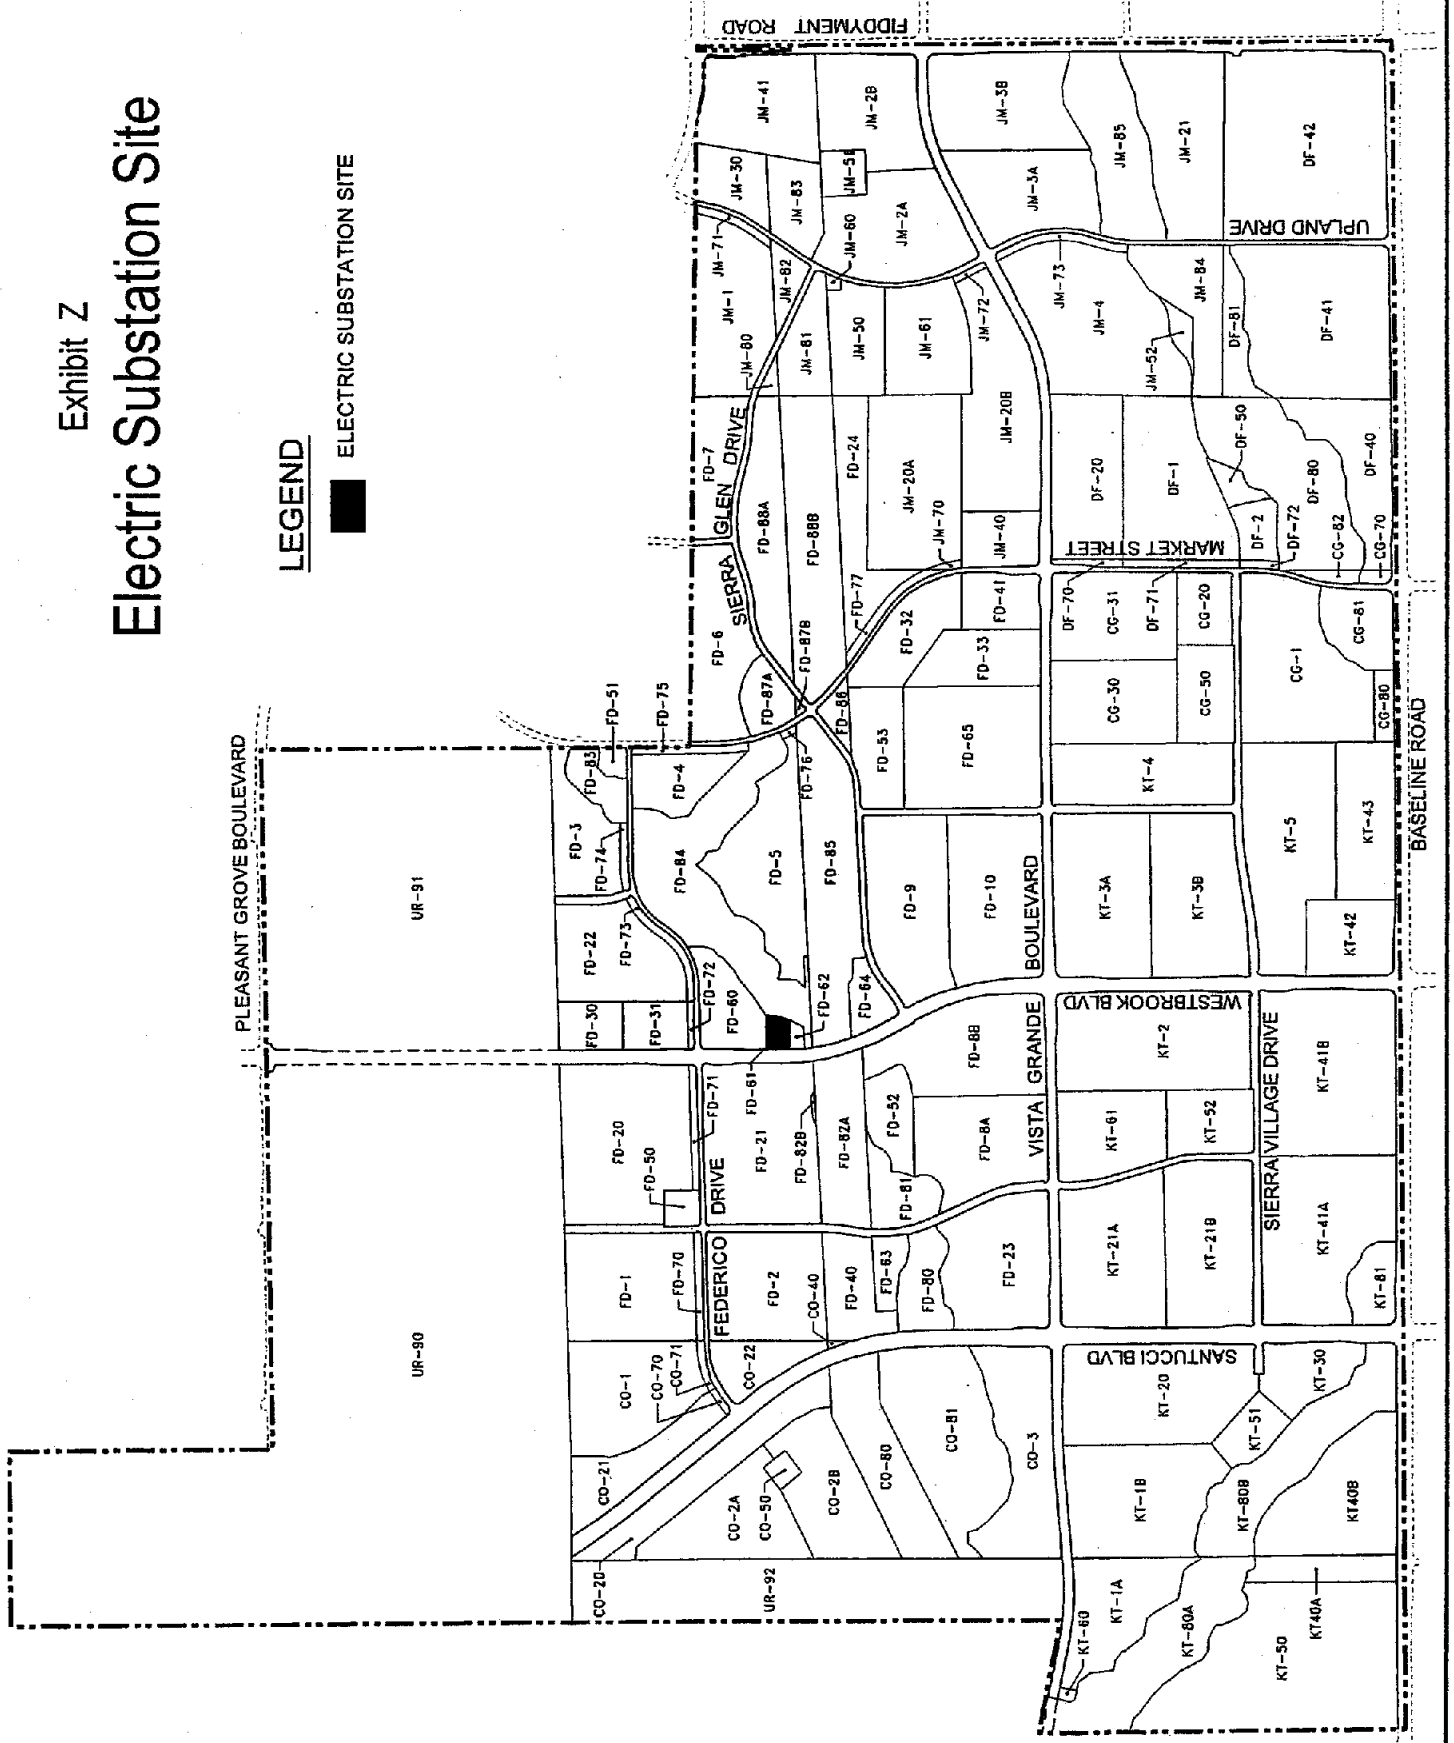 Exhibit Z
Electric Substation Site
LEGEND
ELECTRIC SUBSTATION SITE
PLEASANT GROVE BOULEVARD
FIDDYMENT ROAD
BASELINE ROAD
SIERRA GLEN DRIVE
FEDERICO DRIVE
VISTA GRANDE BOULEVARD
WESTBROOK BLVD
SANTUCCI BLVD
SIERRA VILLAGE DRIVE
MARKET STREET
UPLAND DRIVE
UR-90
UR-91
UR-92
CO-1
CO-21
CO-70
CO-71
CO-22
CO-40
CO-2D
CO-2A
CO-50
CO-2B
CO-80
CO-81
CO-3
FD-1
FD-70
FD-2
FD-40
FD-63
FD-80
FD-23
FD-20
FD-50
FD-71
FD-61
FD-21
FD-82B
FD-82A
FD-52
FD-81
FD-8A
FD-8B
FD-30
FD-31
FD-22
FD-73
FD-72
FD-60
FD-62
FD-64
FD-3
FD-74
FD-83
FD-51
FD-75
FD-4
FD-84
FD-5
FD-85
FD-76
FD-9
FD-10
FD-6
FD-7
FD-87A
FD-87B
FD-86
FD-88A
FD-88B
FD-24
FD-77
FD-32
FD-33
FD-41
FD-53
FD-65
JM-41
JM-2B
JM-3B
JM-30
JM-83
JM-60
JM-2A
JM-3A
JM-85
JM-21
JM-71
JM-1
JM-82
JM-80
JM-81
JM-50
JM-61
JM-72
JM-73
JM-4
JM-84
JM-52
JM-20A
JM-20B
JM-70
JM-40
DF-42
DF-41
DF-81
DF-20
DF-1
DF-50
DF-80
DF-40
DF-2
DF-72
DF-70
DF-71
CG-82
CG-70
CG-31
CG-20
CG-30
CG-50
CG-1
CG-81
CG-80
KT-4
KT-5
KT-43
KT-42
KT-3A
KT-3B
KT-2
KT-41B
KT-61
KT-52
KT-41A
KT-21A
KT-21B
KT-81
KT-20
KT-30
KT-51
KT-1B
KT-80B
KT40B
KT-1A
KT-60
KT-80A
KT-50
KT40A